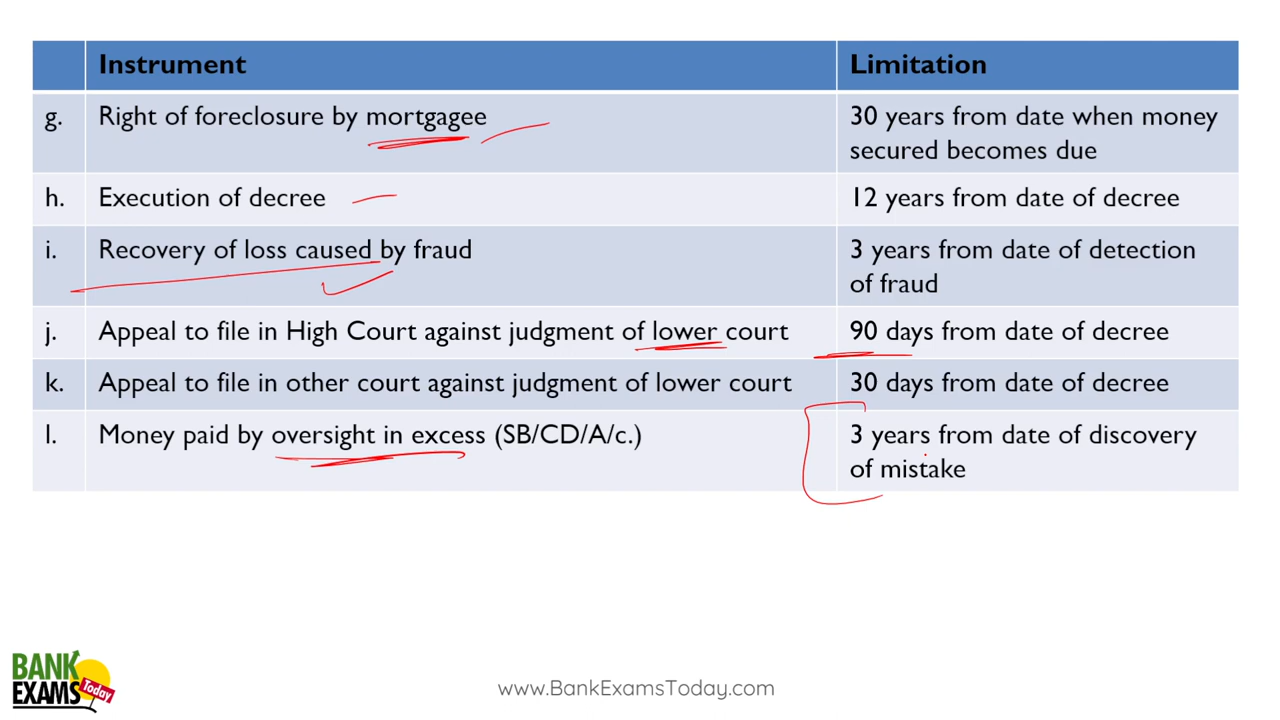 Instrument Limitation
g. Right of foreclosure by mortgagee 30 years from date when money
secured becomes due
h. Execution of decree 12 years from date of decree
i. Recovery of loss caused by fraud 3 years from date of detection
of fraud
j. Appeal to file in High Court against judgment of lower court 90 days from date of decree
k. Appeal to file in other court against judgment of lower court 30 days from date of decree
l. Money paid by oversight in excess (SB/CD/A/c.) 3 years from date of discovery
of mistake
BANK
EXAMS Today
www.BankExamsToday.com